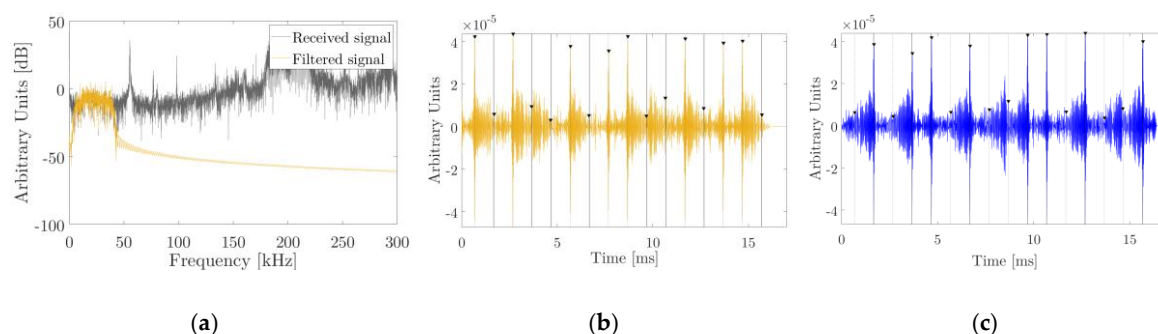 50
0
-50
-100
Arbitrary Units [dB]
0 50 100 150 200 250 300
Frequency [kHz]
Received signal
Filtered signal
(a)
×10⁻⁵
4
2
0
-2
-4
Arbitrary Units
0 5 10 15
Time [ms]
(b)
×10⁻⁵
4
2
0
-2
-4
Arbitrary Units
0 5 10 15
Time [ms]
(c)